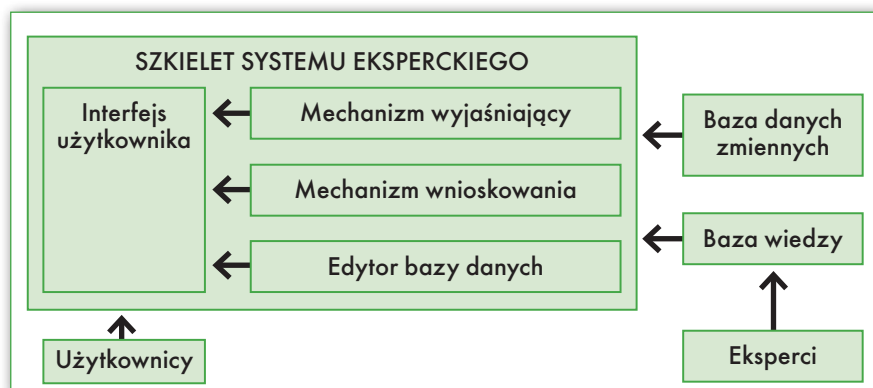 SZKIELET SYSTEMU EKSPERCKIEGO
Interfejs
użytkownika
Mechanizm wyjaśniający
Mechanizm wnioskowania
Edytor bazy danych
Baza danych
zmiennych
Baza wiedzy
Użytkownicy
Eksperci